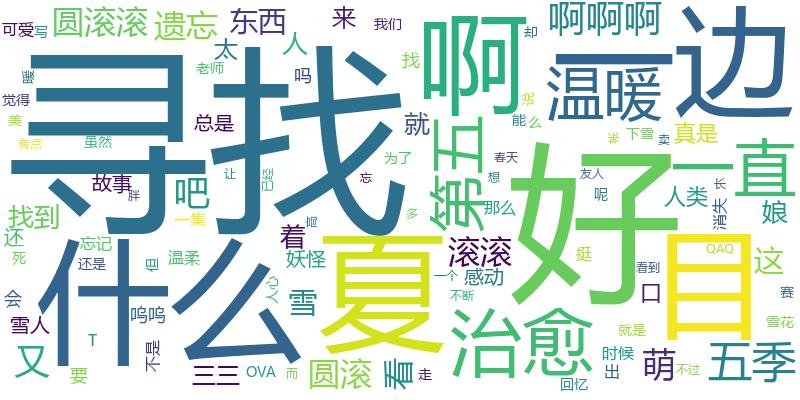 可爱
写
圆滚滚
遗忘
东西
来
我们
啊
啊啊啊
一边
人
却
太
找
暖
老师
吗
温暖
觉得
寻找
能
么
美
总是
就
下雪
卖
真是
有点
虽然
第五
为了
春天
一直
故事
让
已经
忘
想
友人
长
胖
吧
好
人类
娘
找到
一集
多
那么
呢
消失
还
着
夏
目
忘记
滚滚
挺
QAQ
这
死
还是
但
温柔
妖怪
感动
看到
什么
人心
一个
口
会
呜呜
雪
不断
赛
雪人
治愈
就是
雪花
T
不是
时候
五季
又
萌
要
三三
OVA
而
圆滚
看
走
出
不过
回忆